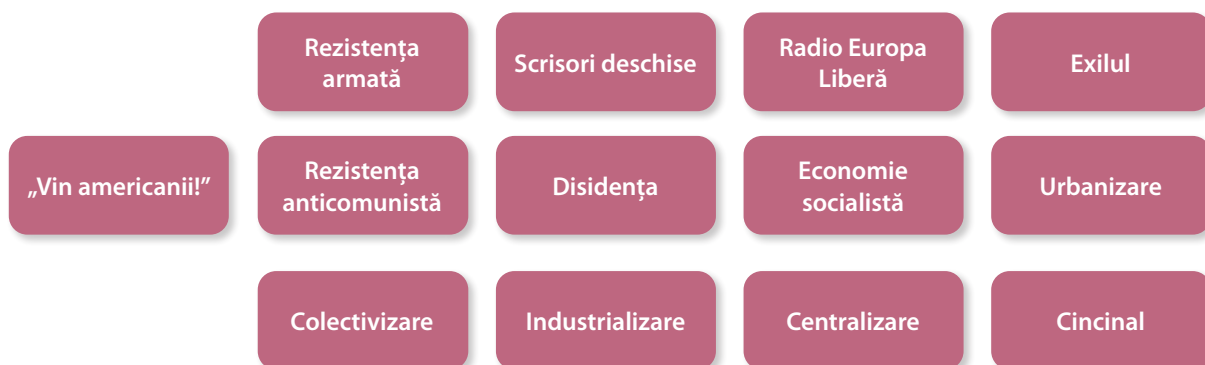 Rezistența
armată
Scrisori deschise
Radio Europa
Liberă
Exilul
„Vin americanii!”
Rezistența
anticomunistă
Disidența
Economie
socialistă
Urbanizare
Colectivizare
Industrializare
Centralizare
Cincinal